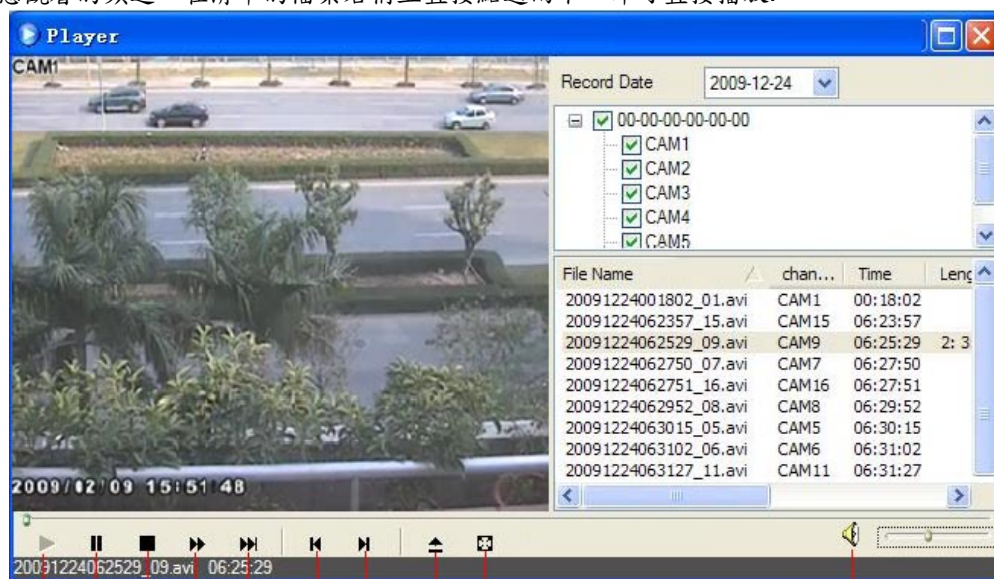 Player
CAM1
Record Date 2009-12-24
00-00-00-00-00-00
CAM1
CAM2
CAM3
CAM4
CAM5
File Name chan... Time Leng
20091224001802_01.avi CAM1 00:18:02
20091224062357_15.avi CAM15 06:23:57
20091224062529_09.avi CAM9 06:25:29 2: 3
20091224062750_07.avi CAM7 06:27:50
20091224062751_16.avi CAM16 06:27:51
20091224062952_08.avi CAM8 06:29:52
20091224063015_05.avi CAM5 06:30:15
20091224063102_06.avi CAM6 06:31:02
20091224063127_11.avi CAM11 06:31:27
2009/12/09 15:51:48
20091224062529_09.avi 06:25:29